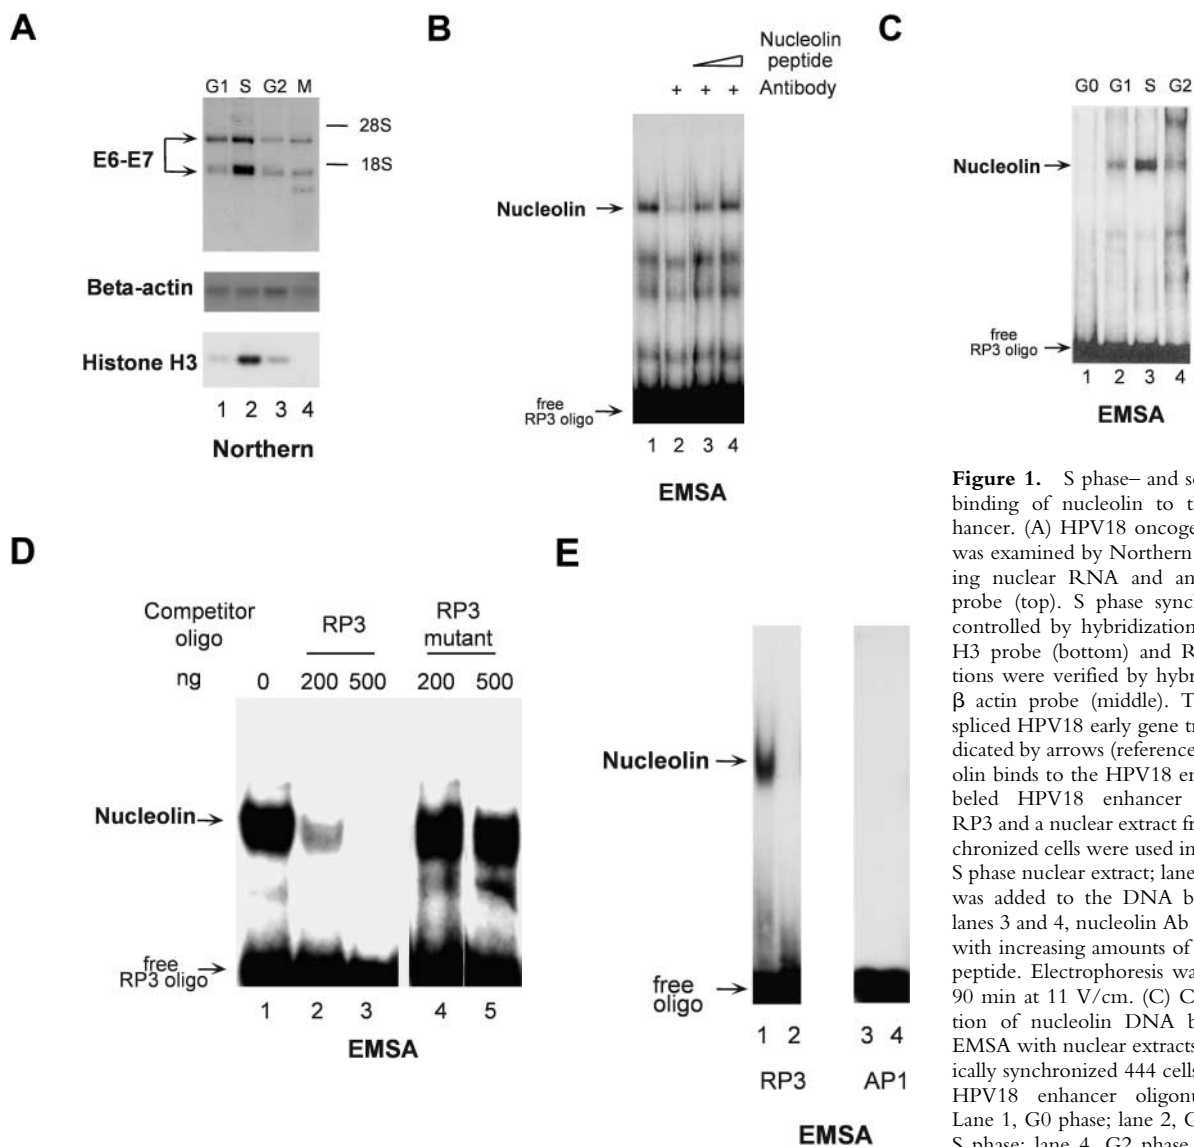 A
G1 S G2 M
28S
E6-E7
18S
Beta-actin
Histone H3
1 2 3 4
Northern
B
Nucleolin
peptide
+ + + Antibody
Nucleolin
free
RP3 oligo
1 2 3 4
EMSA
C
G0 G1 S G2
Nucleolin
free
RP3 oligo
1 2 3 4
EMSA
D
Competitor
oligo
RP3
RP3
mutant
ng 0 200 500 200 500
Nucleolin
free
RP3 oligo
1 2 3 4 5
EMSA
E
Nucleolin
free
oligo
1 2 3 4
RP3 AP1
EMSA
Figure 1. S phase– and s
binding of nucleolin to t
hancer. (A) HPV18 oncoge
was examined by Northern
ing nuclear RNA and an
probe (top). S phase sync
controlled by hybridization
H3 probe (bottom) and R
tions were verified by hybr
β actin probe (middle). T
spliced HPV18 early gene tr
dicated by arrows (reference
olin binds to the HPV18 en
beled HPV18 enhancer
RP3 and a nuclear extract fr
chronized cells were used in
S phase nuclear extract; lane
was added to the DNA b
lanes 3 and 4, nucleolin Ab
with increasing amounts of
peptide. Electrophoresis wa
90 min at 11 V/cm. (C) C
tion of nucleolin DNA b
EMSA with nuclear extracts
ically synchronized 444 cells
HPV18 enhancer oligonu
Lane 1, G0 phase; lane 2, G
S phase; lane 4, G2 phase